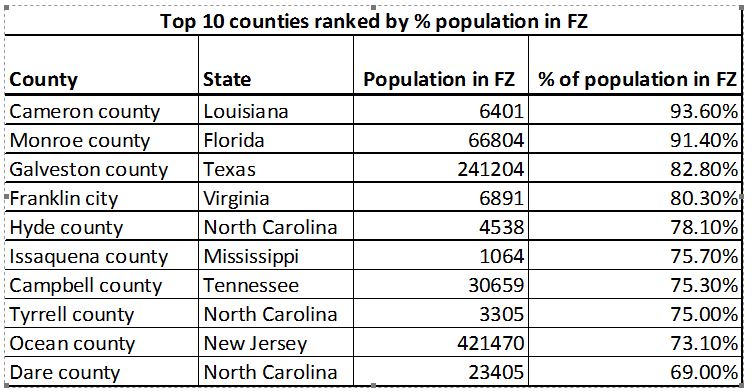 Top 10 counties ranked by % population in FZ
County State Population in FZ % of population in FZ
Cameron county Louisiana 6401 93.60%
Monroe county Florida 66804 91.40%
Galveston county Texas 241204 82.80%
Franklin city Virginia 6891 80.30%
Hyde county North Carolina 4538 78.10%
Issaquena county Mississippi 1064 75.70%
Campbell county Tennessee 30659 75.30%
Tyrrell county North Carolina 3305 75.00%
Ocean county New Jersey 421470 73.10%
Dare county North Carolina 23405 69.00%